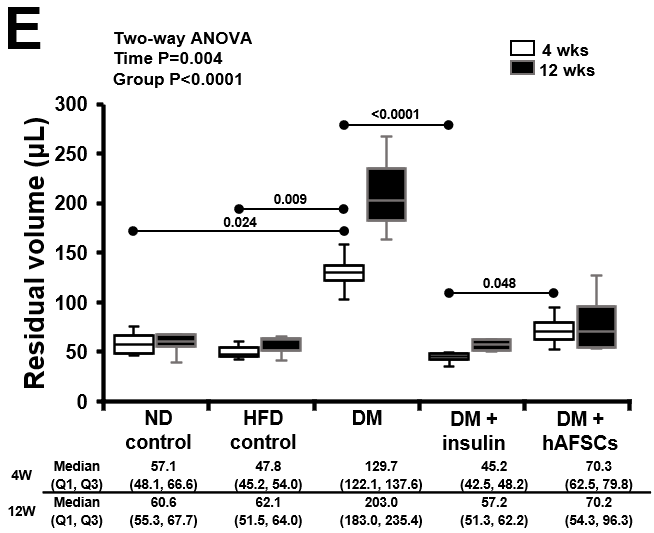 E
Two-way ANOVA
Time P=0.004
Group P<0.0001
4 wks
12 wks
Residual volume (μL)
300
250
200
150
100
50
0
<0.0001
0.009
0.024
0.048
ND control
HFD control
DM
DM + insulin
DM + hAFSCs
4W
Median 57.1 47.8 129.7 45.2 70.3
(Q1, Q3) (48.1, 66.6) (45.2, 54.0) (122.1, 137.6) (42.5, 48.2) (62.5, 79.8)
12W
Median 60.6 62.1 203.0 57.2 70.2
(Q1, Q3) (55.3, 67.7) (51.5, 64.0) (183.0, 235.4) (51.3, 62.2) (54.3, 96.3)